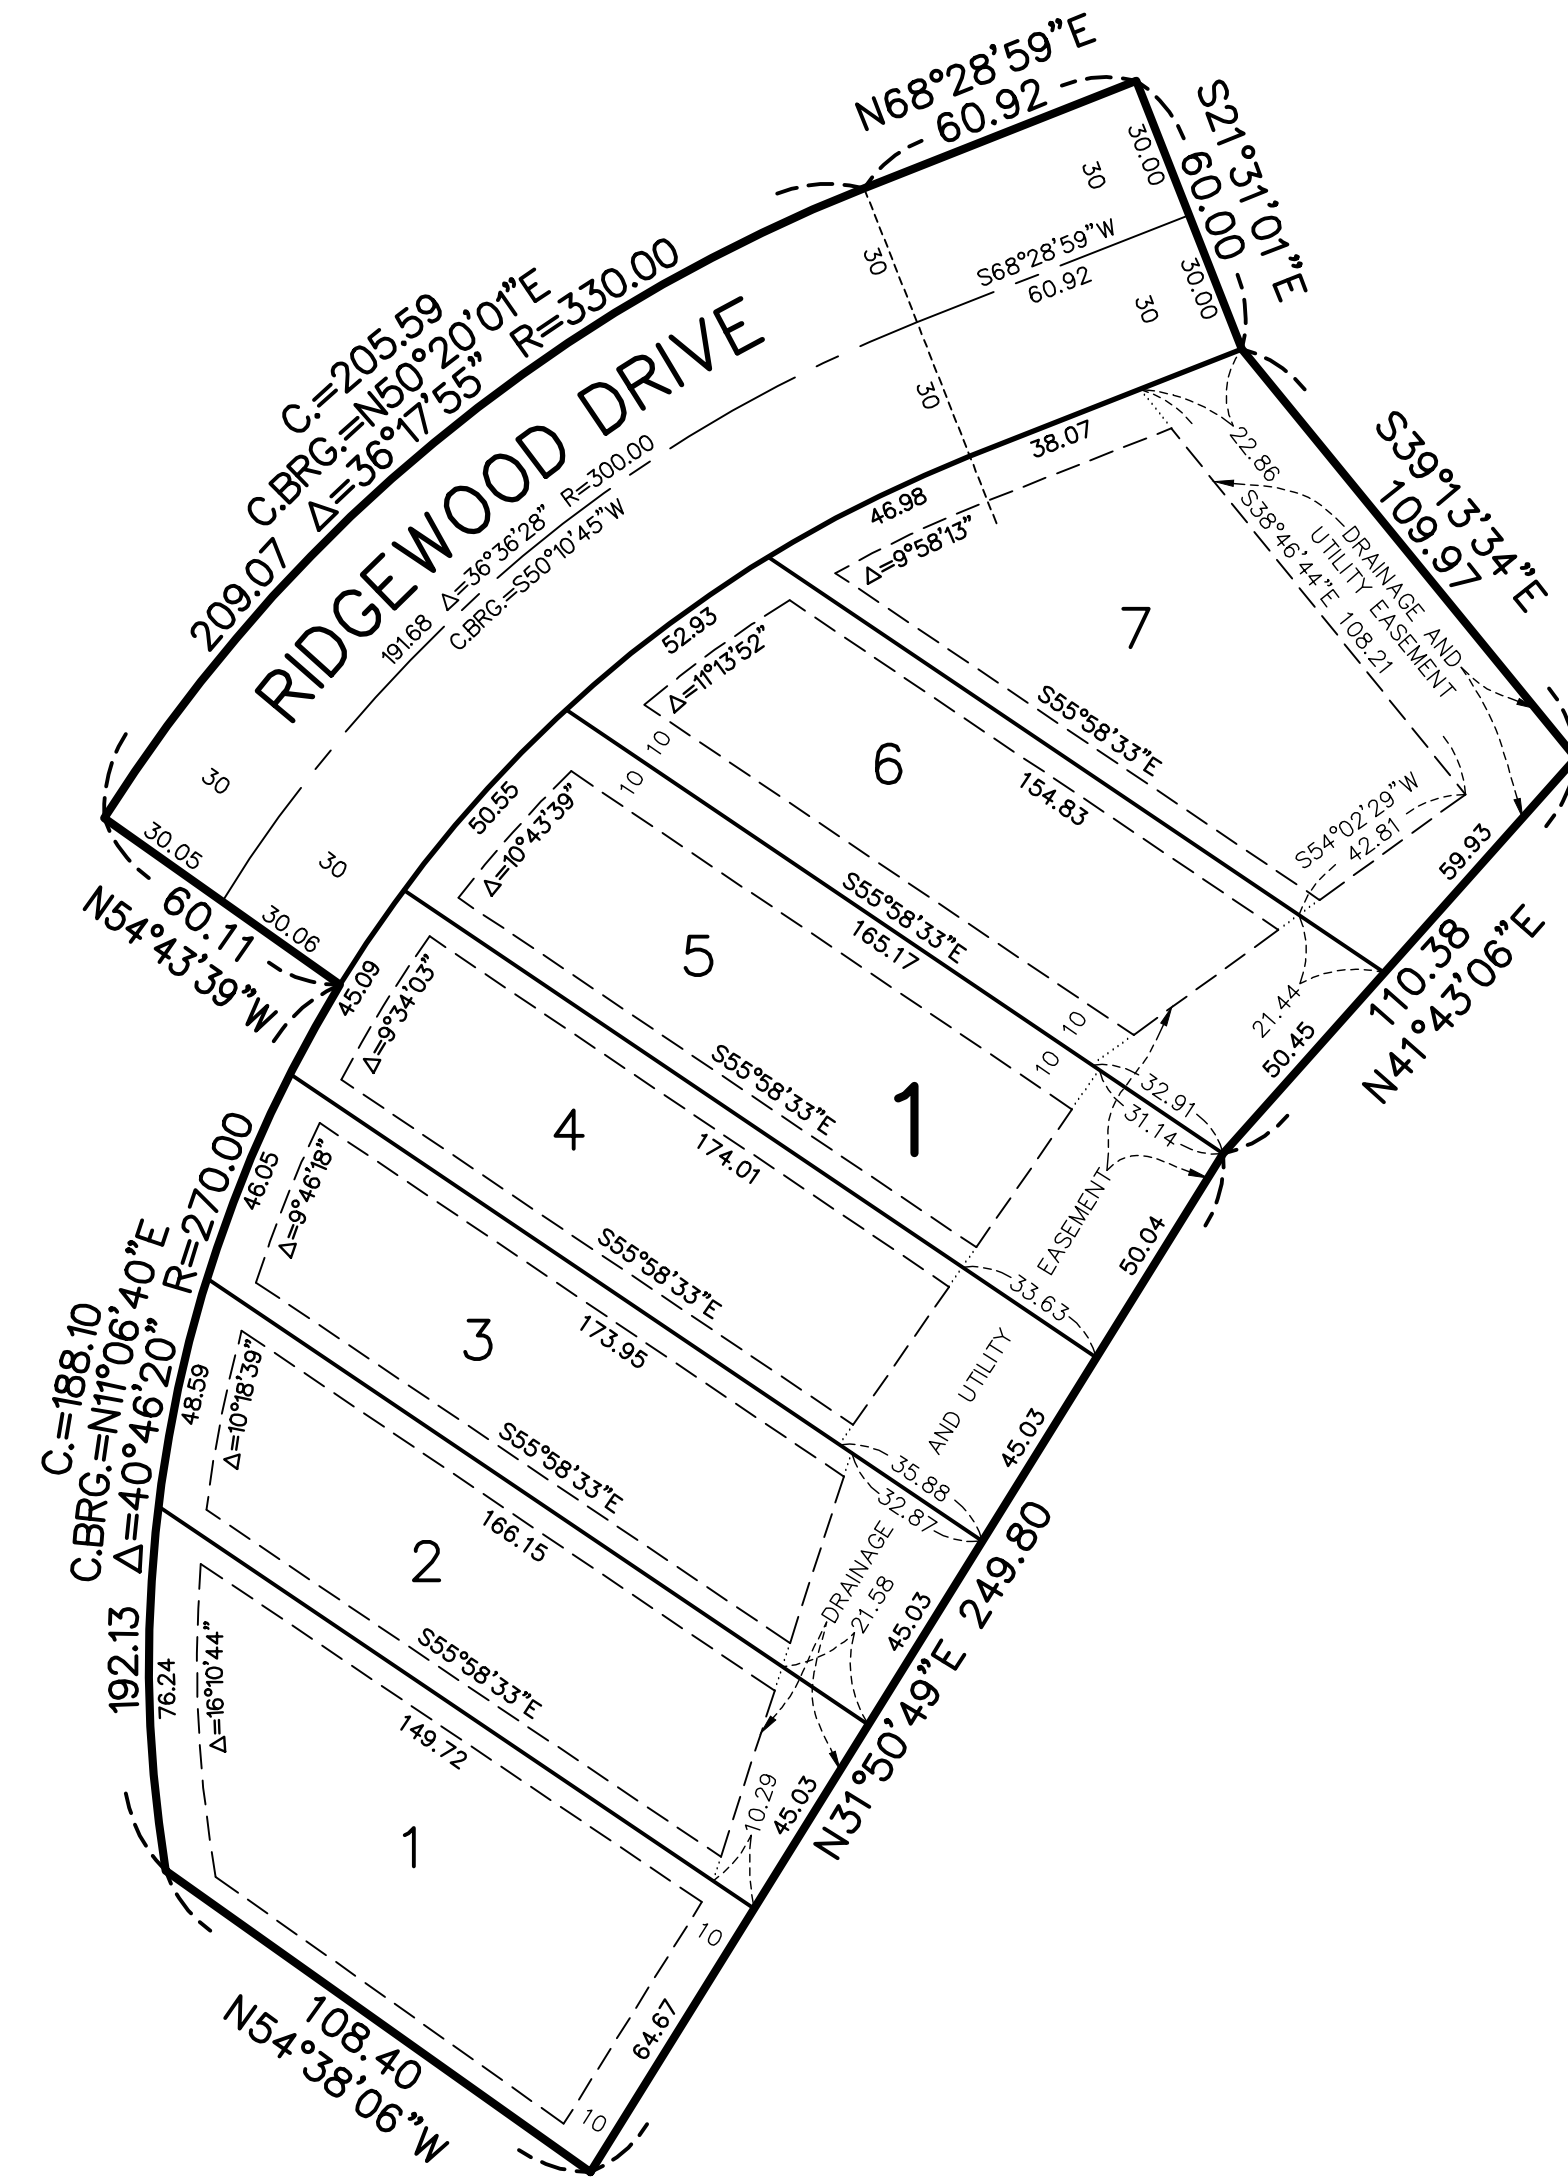 N68°28'59"E
60.92
S21°31'01"E
60.00
30.00
30
30.00
30
S68°28'59"W
60.92
30
30
C.=205.59
C.BRG.=N50°20'01"E
209.07 Δ=36°17'55" R=330.00
RIDGEWOOD DRIVE
191.68 Δ=36°36'28" R=300.00
C.BRG.=S50°10'45"W
S39°13'34"E
109.97
38.07
22.86
46.98
Δ=9°58'13"
S38°46'44"E 108.21
DRAINAGE AND
UTILITY EASEMENT
7
52.93
Δ=11°13'52"
S55°58'33"E
154.83
6
10
10
S54°02'29"W
42.81
59.93
110.38
N41°43'06"E
50.55
Δ=10°43'39"
30
30
30.05
30.06
60.11
N54°43'39"W
S55°58'33"E
165.17
5
21.44
50.45
10
10
32.91
31.14
45.09
Δ=9°34'03"
S55°58'33"E
174.01
4
1
50.04
33.63
46.05
Δ=9°46'18"
S55°58'33"E
173.95
3
DRAINAGE AND UTILITY EASEMENT
45.03
35.88
32.87
C.=188.10
C.BRG.=N11°06'40"E
192.13 Δ=40°46'20" R=270.00
48.59
Δ=10°18'39"
S55°58'33"E
166.15
2
21.58
45.03
N31°50'49"E 249.80
76.24
Δ=16°10'44"
S55°58'33"E
149.72
1
10.29
45.03
10
64.67
10
108.40
N54°38'06"W